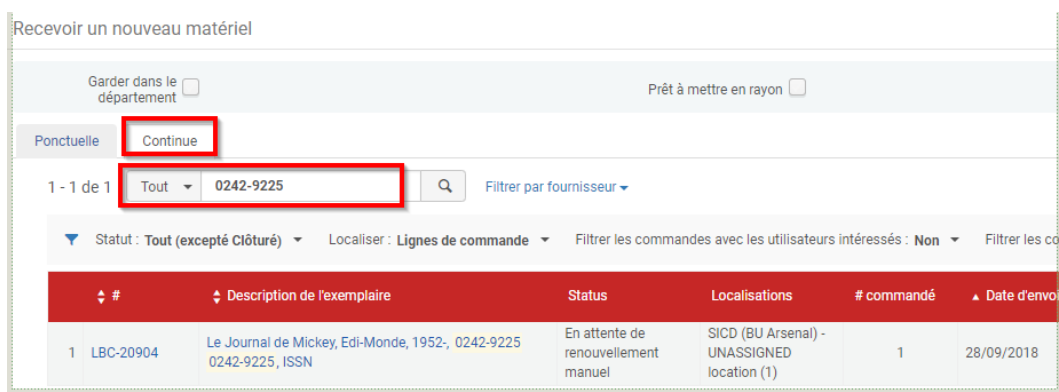 Recevoir un nouveau matériel
Garder dans le
département
Prêt à mettre en rayon
Ponctuelle Continue
1 - 1 de 1 Tout 0242-9225 Filtrer par fournisseur
Statut : Tout (excepté Clôturé) Localiser : Lignes de commande Filtrer les commandes avec les utilisateurs intéressés : Non Filtrer les co
# Description de l'exemplaire Status Localisations # commandé Date d'envoi
1 LBC-20904 Le Journal de Mickey, Edi-Monde, 1952-, 0242-9225
0242-9225, ISSN
En attente de
renouvellement
manuel
SICD (BU Arsenal) -
UNASSIGNED
location (1)
1 28/09/2018